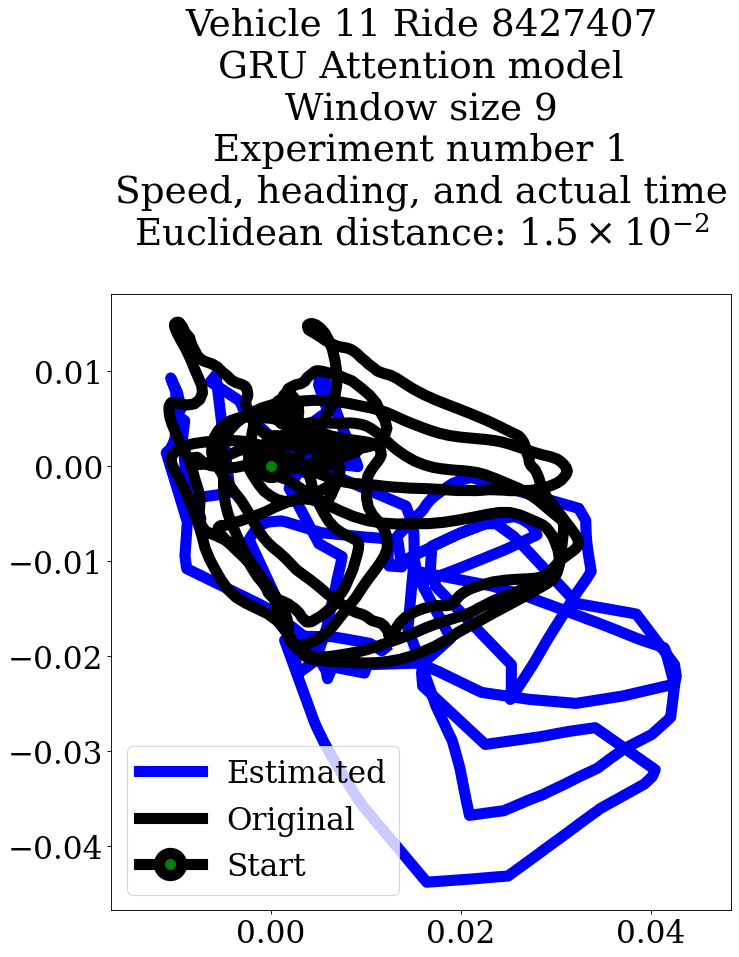 Vehicle 11 Ride 8427407
GRU Attention model
Window size 9
Experiment number 1
Speed, heading, and actual time
Euclidean distance: 1.5 × 10⁻²
0.01
0.00
−0.01
−0.02
−0.03
−0.04
Estimated
Original
Start
0.00 0.02 0.04